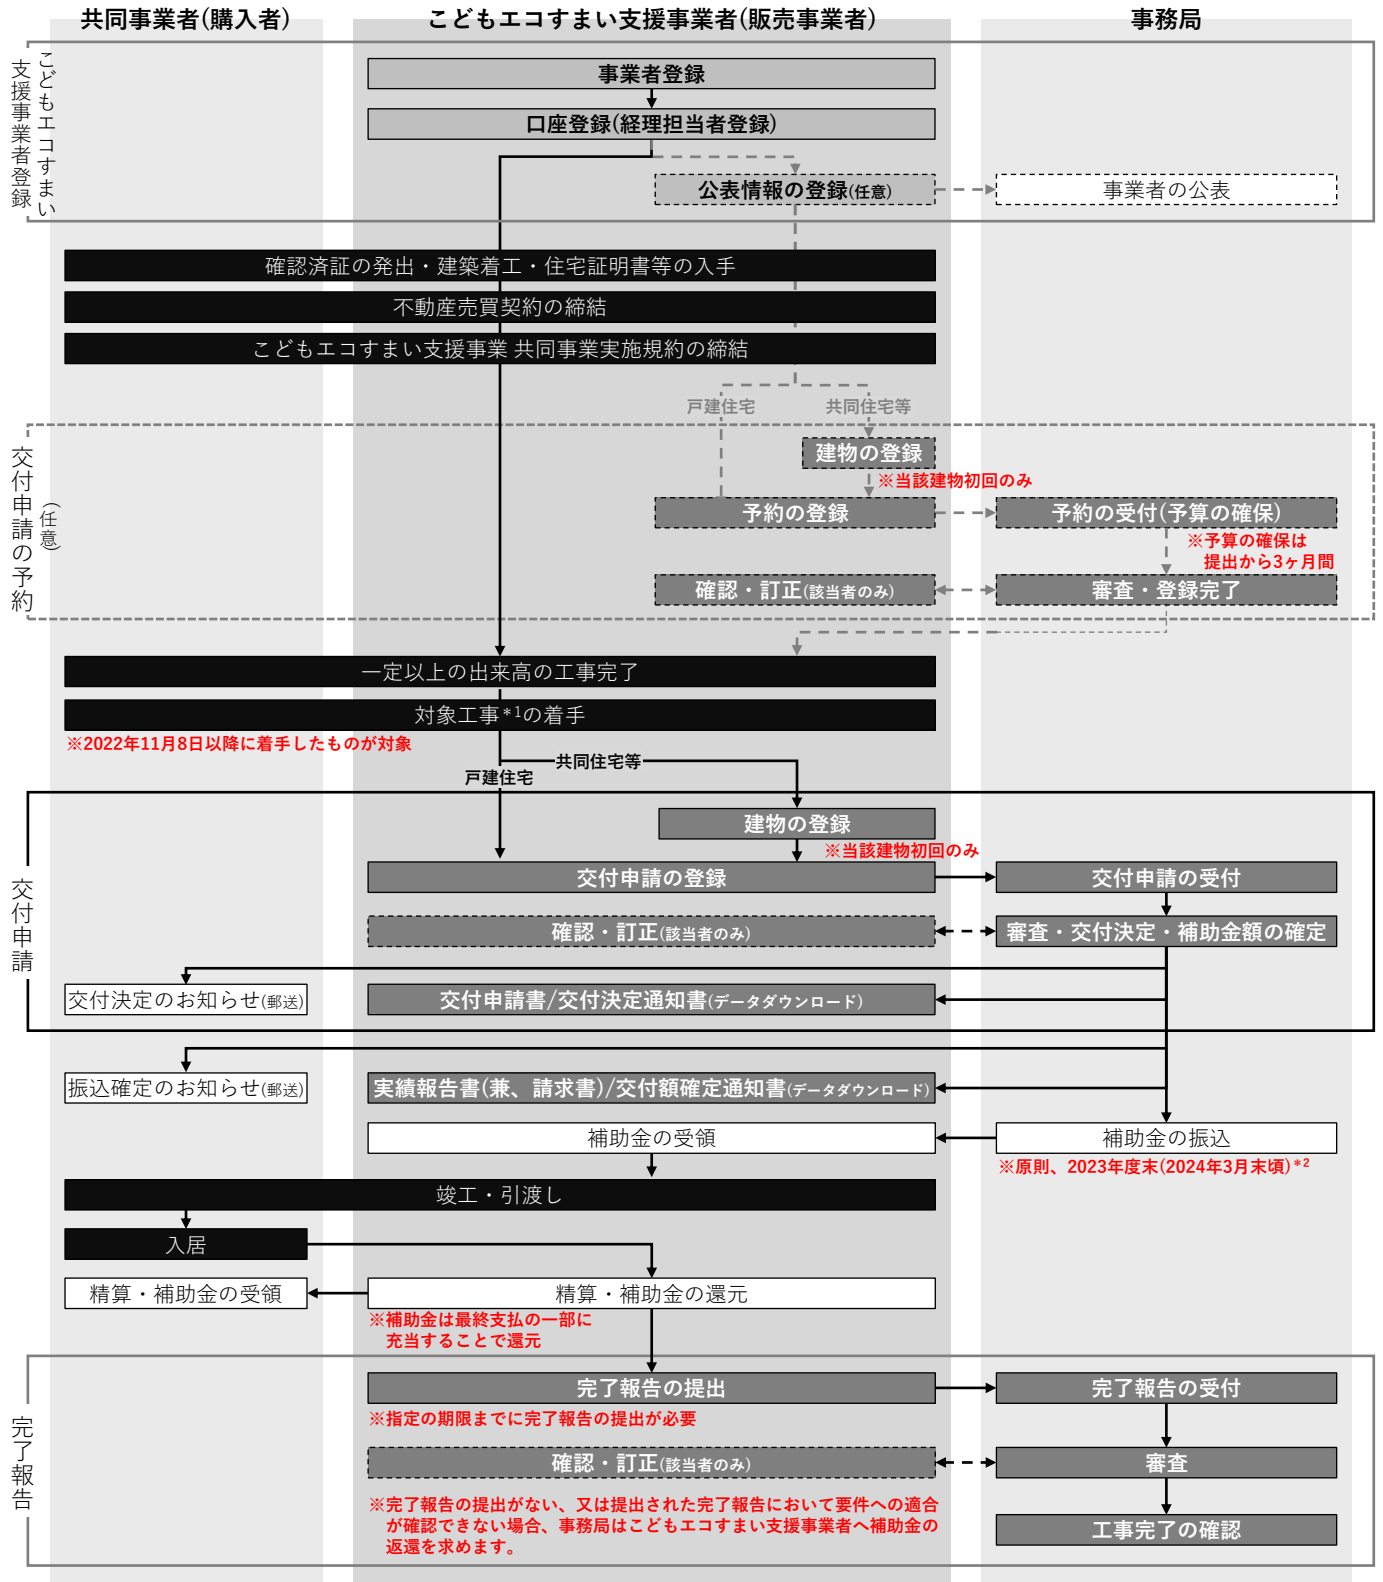 共同事業者(購入者)
こどもエコすまい支援事業者(販売事業者)
事務局
こどもエコすまい
支援事業者登録
事業者登録
口座登録(経理担当者登録)
公表情報の登録(任意)
事業者の公表
確認済証の発出・建築着工・住宅証明書等の入手
不動産売買契約の締結
こどもエコすまい支援事業 共同事業実施規約の締結
戸建住宅
共同住宅等
交付申請の予約
(任意)
建物の登録
※当該建物初回のみ
予約の登録
予約の受付(予算の確保)
※予算の確保は
提出から3ヶ月間
確認・訂正(該当者のみ)
審査・登録完了
一定以上の出来高の工事完了
対象工事*1の着手
※2022年11月8日以降に着手したものが対象
共同住宅等
戸建住宅
交付申請
建物の登録
※当該建物初回のみ
交付申請の登録
交付申請の受付
確認・訂正(該当者のみ)
審査・交付決定・補助金額の確定
交付決定のお知らせ(郵送)
交付申請書/交付決定通知書(データダウンロード)
振込確定のお知らせ(郵送)
実績報告書(兼、請求書)/交付額確定通知書(データダウンロード)
補助金の受領
補助金の振込
※原則、2023年度末(2024年3月末頃)*2
竣工・引渡し
入居
精算・補助金の受領
精算・補助金の還元
※補助金は最終支払の一部に
充当することで還元
完了報告
完了報告の提出
完了報告の受付
※指定の期限までに完了報告の提出が必要
確認・訂正(該当者のみ)
審査
※完了報告の提出がない、又は提出された完了報告において要件への適合
が確認できない場合、事務局はこどもエコすまい支援事業者へ補助金の
返還を求めます。
工事完了の確認